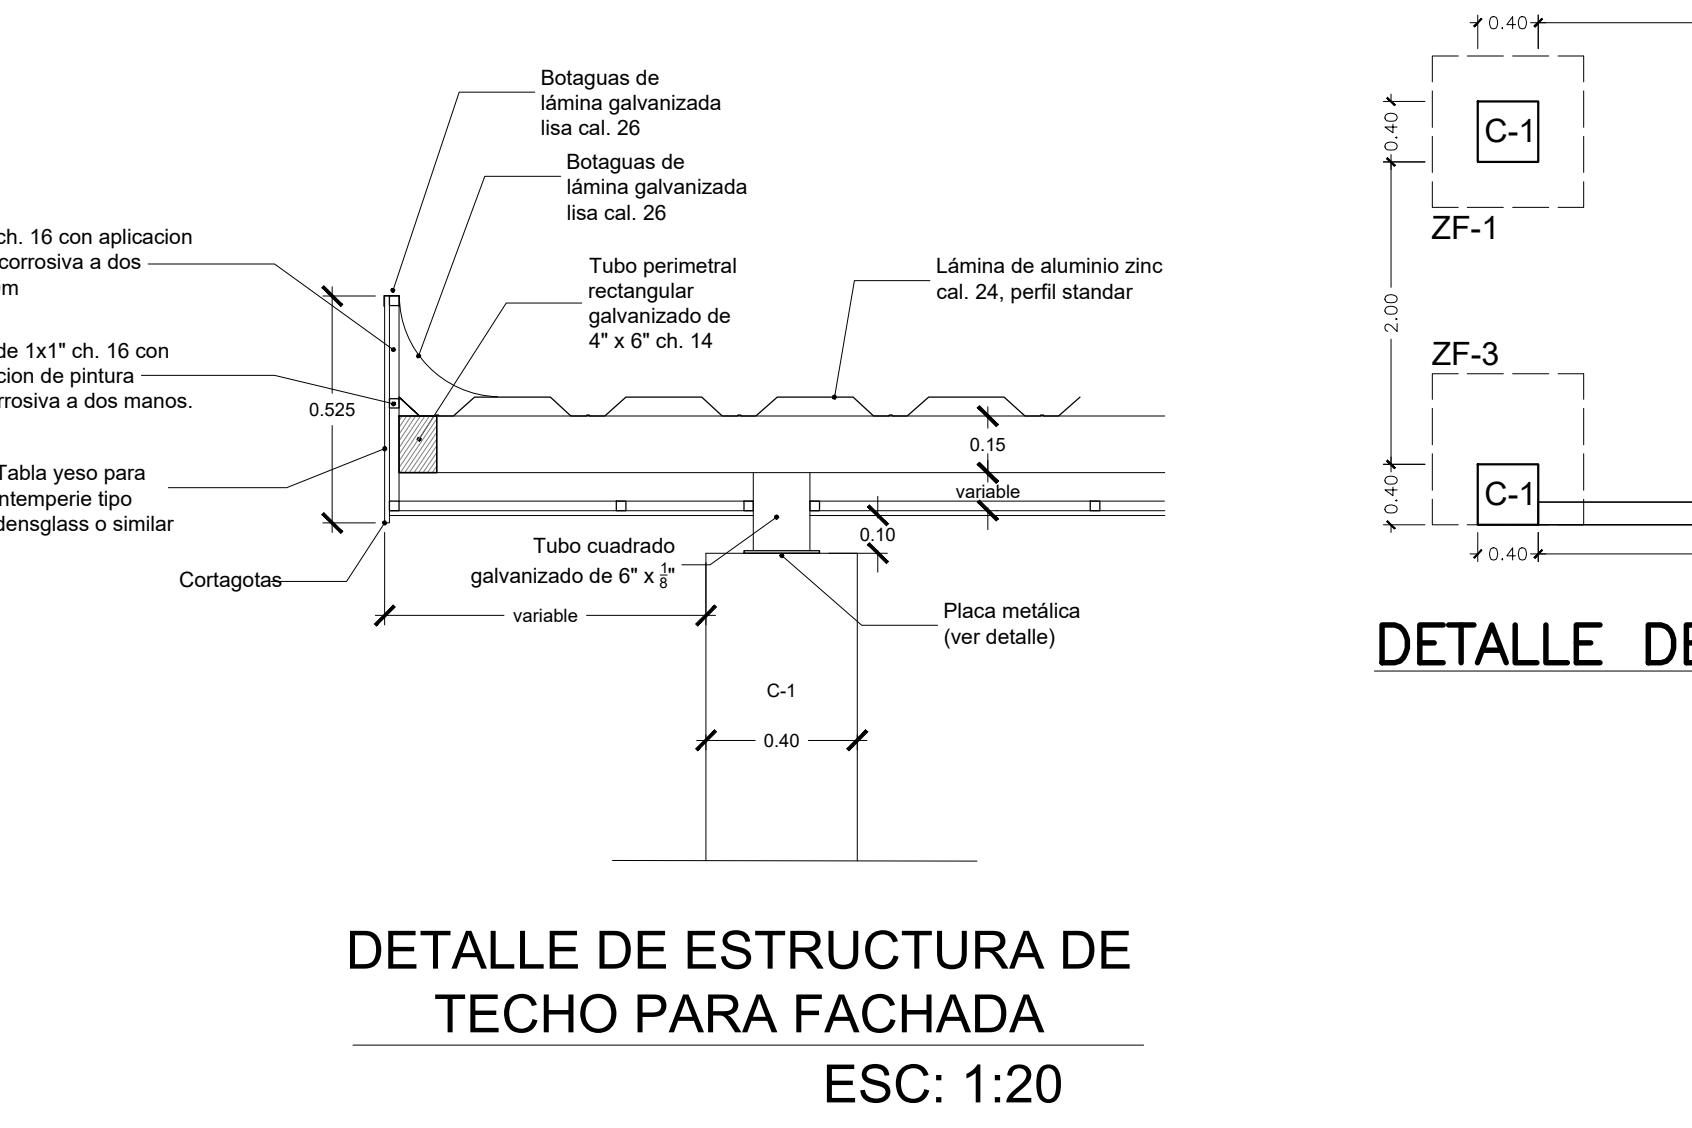 Botaguas de
lámina galvanizada
lisa cal. 26
Botaguas de
lámina galvanizada
lisa cal. 26
ch. 16 con aplicacion
corrosiva a dos
Tubo perimetral
rectangular
galvanizado de
4" x 6" ch. 14
Lámina de aluminio zinc
cal. 24, perfil standar
de 1x1" ch. 16 con
cion de pintura
rrosiva a dos manos.
0.525
0.15
variable
0.10
Tabla yeso para
ntemperie tipo
densglass o similar
Cortagotas
Tubo cuadrado
galvanizado de 6" x 1/8"
variable
Placa metálica
(ver detalle)
C-1
0.40
DETALLE DE ESTRUCTURA DE
TECHO PARA FACHADA
ESC: 1:20
0.40
0.40
C-1
ZF-1
2.00
ZF-3
0.40
C-1
0.40
DETALLE DE